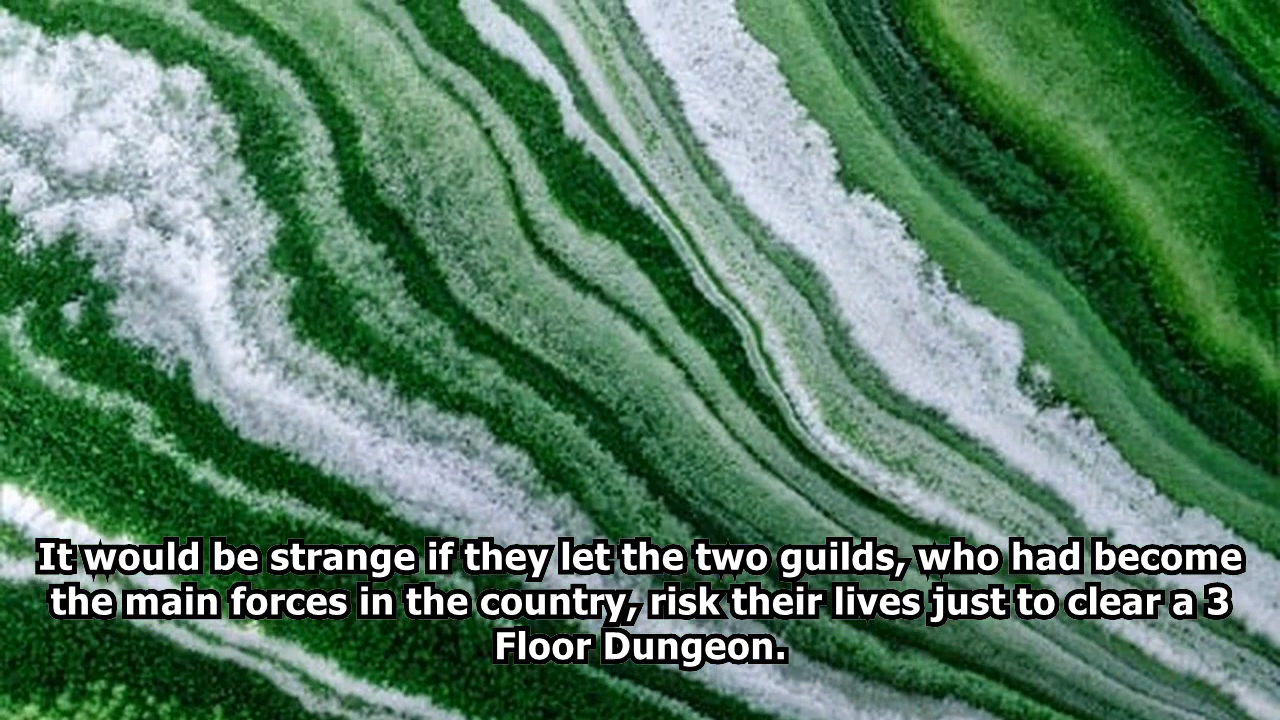 It would be strange if they let the two guilds, who had become
the main forces in the country, risk their lives just to clear a 3
Floor Dungeon.